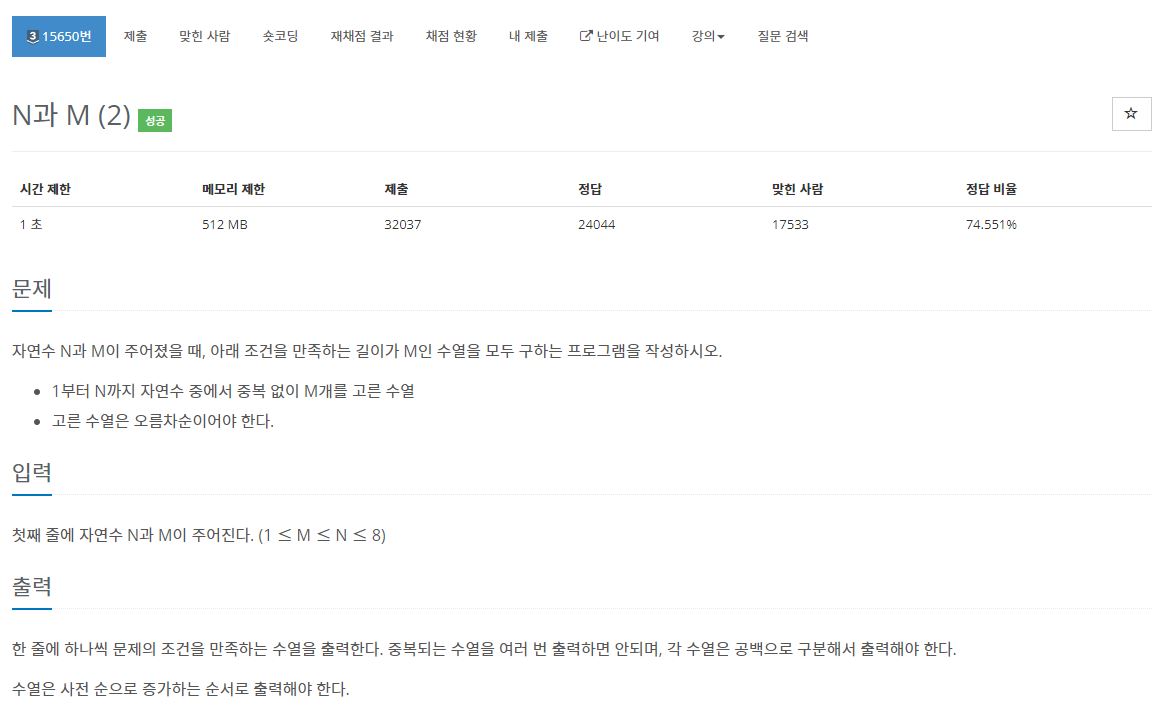 3 15650번 제출 맞힌 사람 숏코딩 재채점 결과 채점 현황 내 제출 난이도 기여 강의 질문 검색
N과 M (2) 성공
시간 제한 메모리 제한 제출 정답 맞힌 사람 정답 비율
1 초 512 MB 32037 24044 17533 74.551%
문제
자연수 N과 M이 주어졌을 때, 아래 조건을 만족하는 길이가 M인 수열을 모두 구하는 프로그램을 작성하시오.
• 1부터 N까지 자연수 중에서 중복 없이 M개를 고른 수열
• 고른 수열은 오름차순이어야 한다.
입력
첫째 줄에 자연수 N과 M이 주어진다. (1 ≤ M ≤ N ≤ 8)
출력
한 줄에 하나씩 문제의 조건을 만족하는 수열을 출력한다. 중복되는 수열을 여러 번 출력하면 안되며, 각 수열은 공백으로 구분해서 출력해야 한다.
수열은 사전 순으로 증가하는 순서로 출력해야 한다.